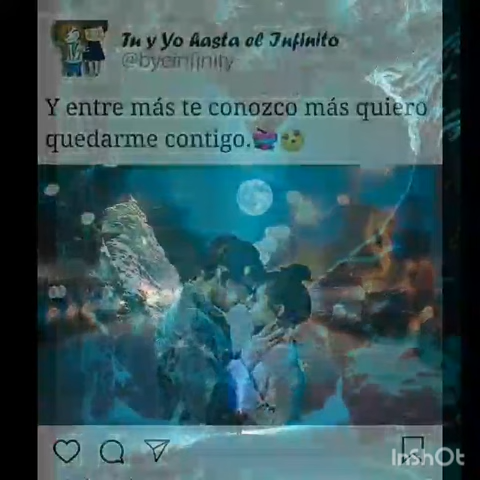 Tu y Yo hasta el Infinito
Y entre más te conozco más quiero
quedarme contigo.
InShOt